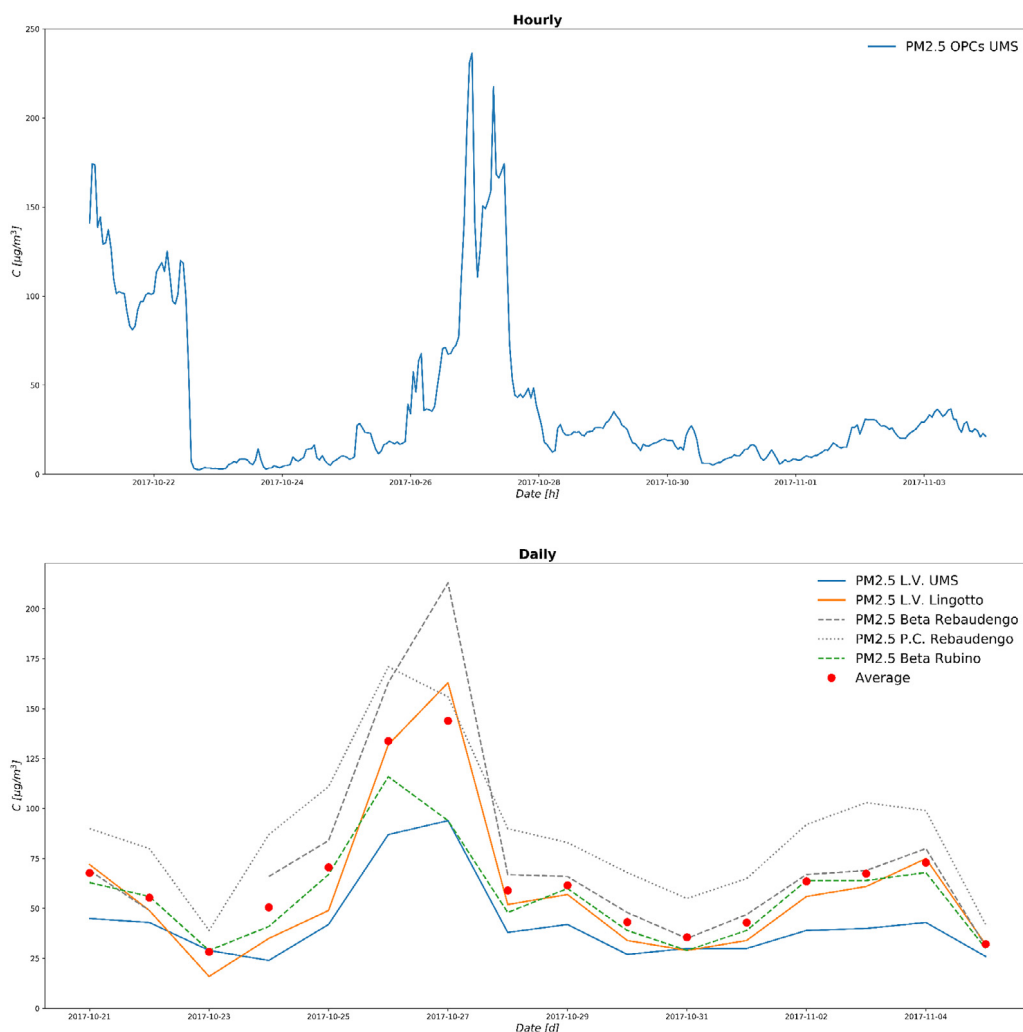 Hourly
PM2.5 OPCs UMS
250
200
150
100
50
0
C [µg/m³]
2017-10-22
2017-10-24
2017-10-26
2017-10-28
2017-10-30
2017-11-01
2017-11-03
Date [h]
Daily
PM2.5 L.V. UMS
PM2.5 L.V. Lingotto
PM2.5 Beta Rebaudengo
PM2.5 P.C. Rebaudengo
PM2.5 Beta Rubino
Average
200
175
150
125
100
75
50
25
0
C [µg/m³]
2017-10-21
2017-10-23
2017-10-25
2017-10-27
2017-10-29
2017-10-31
2017-11-02
2017-11-04
Date [d]